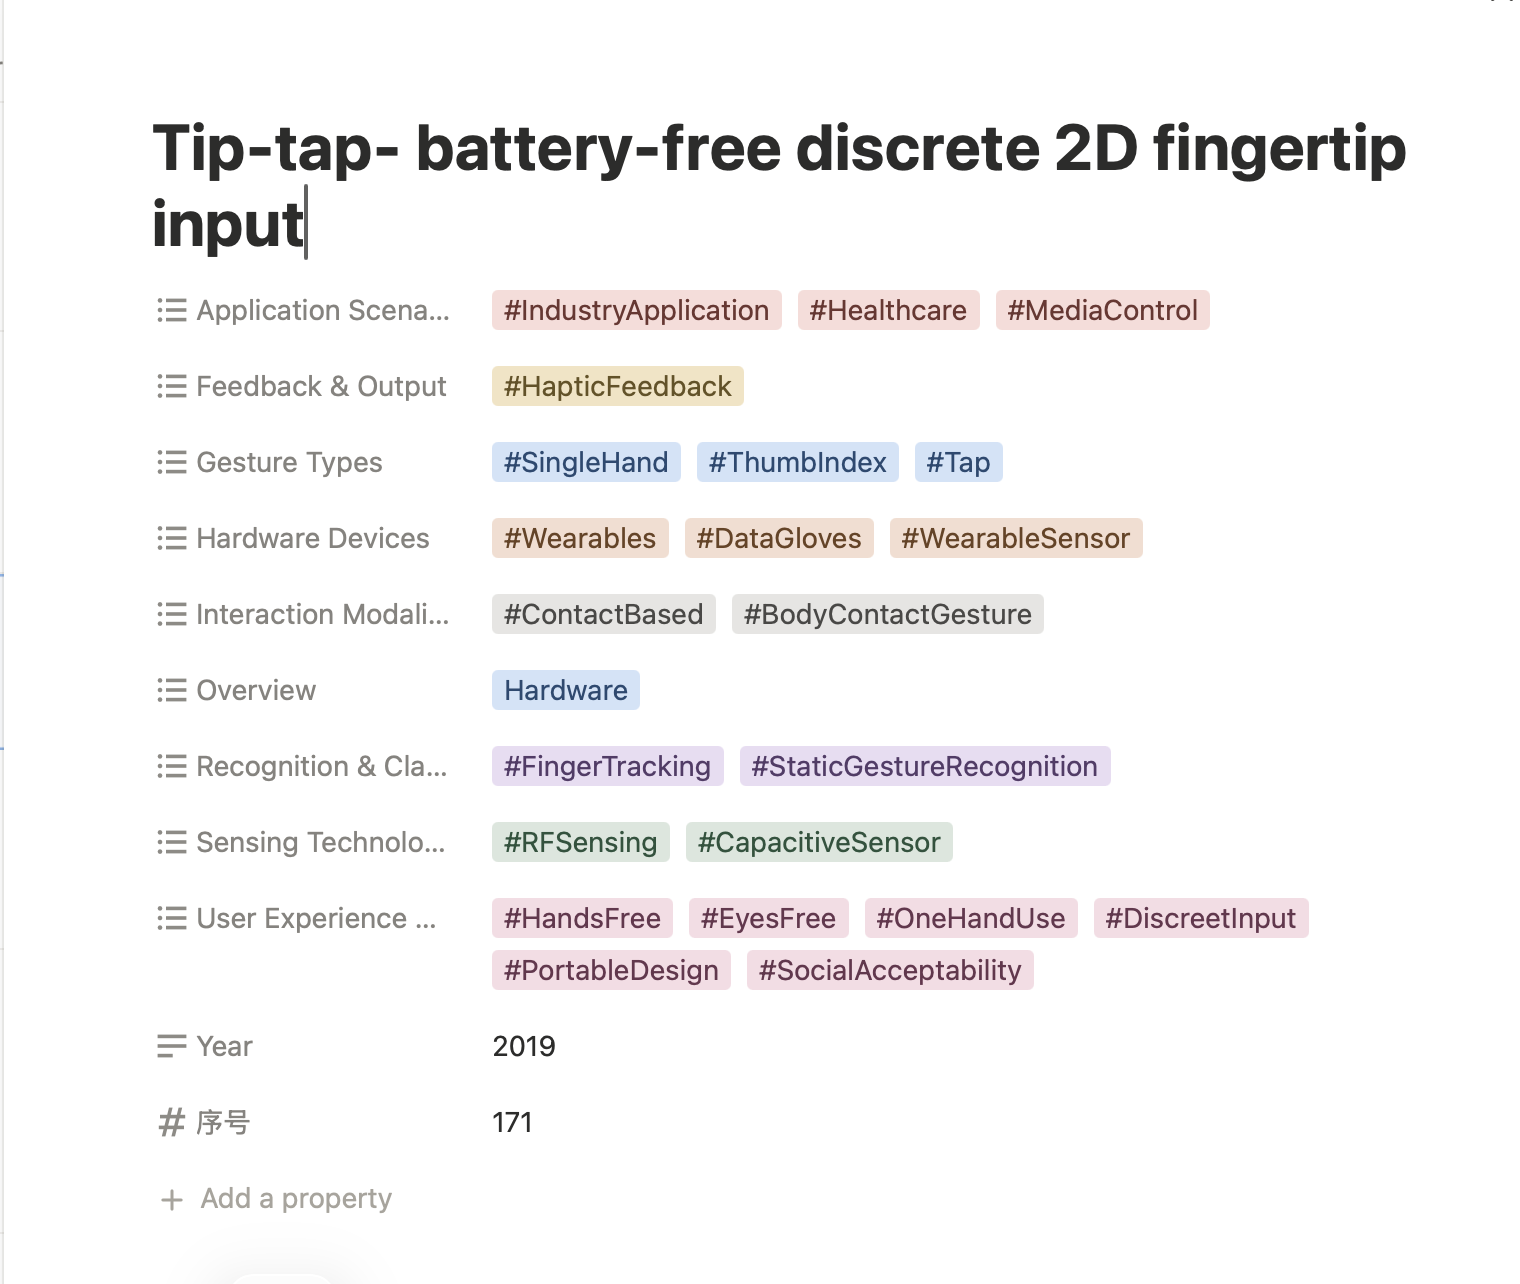 Tip-tap- battery-free discrete 2D fingertip
input
Application Scena... #IndustryApplication #Healthcare #MediaControl
Feedback & Output #HapticFeedback
Gesture Types #SingleHand #ThumbIndex #Tap
Hardware Devices #Wearables #DataGloves #WearableSensor
Interaction Modali... #ContactBased #BodyContactGesture
Overview Hardware
Recognition & Cla... #FingerTracking #StaticGestureRecognition
Sensing Technolo... #RFSensing #CapacitiveSensor
User Experience ... #HandsFree #EyesFree #OneHandUse #DiscreetInput
#PortableDesign #SocialAcceptability
Year 2019
序号 171
+ Add a property